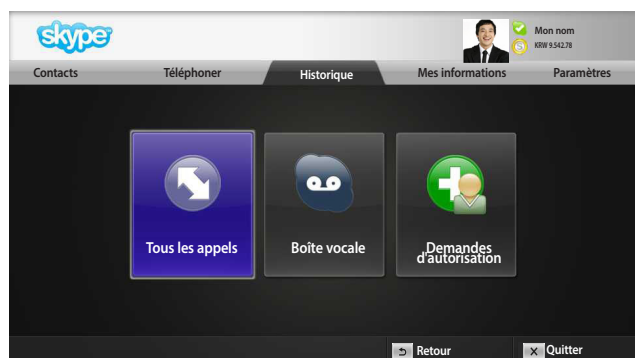 skype
Mon nom
KRW 9.542.78
Contacts Téléphoner Historique Mes informations Paramètres
Tous les appels Boîte vocale Demandes
d'autorisation
Retour X Quitter